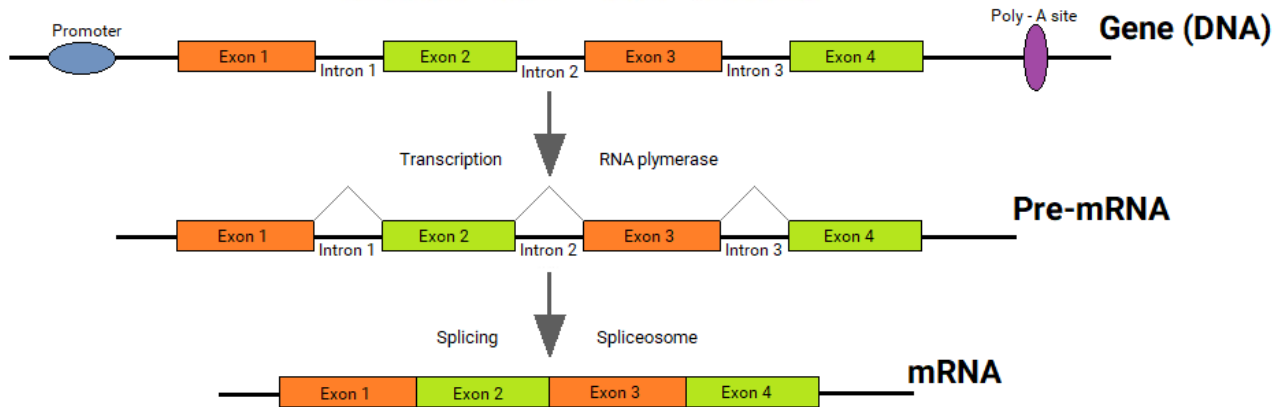 Promoter
Poly - A site
Gene (DNA)
Exon 1
Exon 2
Exon 3
Exon 4
Intron 1
Intron 2
Intron 3
Transcription
RNA plymerase
Pre-mRNA
Exon 1
Exon 2
Exon 3
Exon 4
Intron 1
Intron 2
Intron 3
Splicing
Spliceosome
mRNA
Exon 1
Exon 2
Exon 3
Exon 4